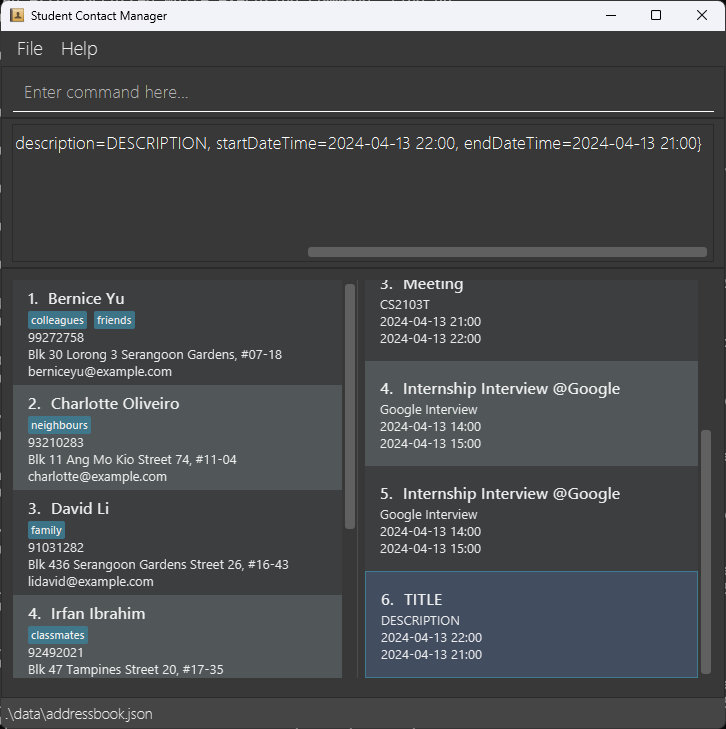 Student Contact Manager
File Help
Enter command here...
description=DESCRIPTION, startDateTime=2024-04-13 22:00, endDateTime=2024-04-13 21:00}
1. Bernice Yu
colleagues friends
99272758
Blk 30 Lorong 3 Serangoon Gardens, #07-18
berniceyu@example.com
2. Charlotte Oliveiro
neighbours
93210283
Blk 11 Ang Mo Kio Street 74, #11-04
charlotte@example.com
3. David Li
family
91031282
Blk 436 Serangoon Gardens Street 26, #16-43
lidavid@example.com
4. Irfan Ibrahim
classmates
92492021
Blk 47 Tampines Street 20, #17-35
3. Meeting
CS2103T
2024-04-13 21:00
2024-04-13 22:00
4. Internship Interview @Google
Google Interview
2024-04-13 14:00
2024-04-13 15:00
5. Internship Interview @Google
Google Interview
2024-04-13 14:00
2024-04-13 15:00
6. TITLE
DESCRIPTION
2024-04-13 22:00
2024-04-13 21:00
.\data\addressbook.json